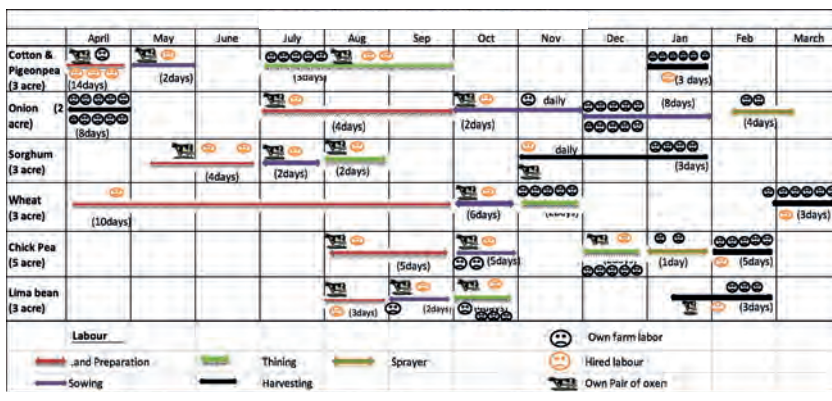 April May June July Aug Sep Oct Nov Dec Jan Feb March
Cotton &
Pigeonpea
(3 acre)
(14days) (2days) (3 days)
Onion (2
acre)
daily (8days)
(8days) (4days) (2days) (4days)
Sorghum
(3 acre)
daily
(4days) (2days) (2days) (3days)
Wheat
(3 acre)
(10days) (6days) (3days)
Chick Pea
(5 acre)
(5days) (5days) (1day) (5days)
Lima bean
(3 acre)
(3days) (2days) (3days)
Labour Own farm labor
.and Preparation Thining Sprayer Hired labour
Sowing Harvesting Own Pair of oxen